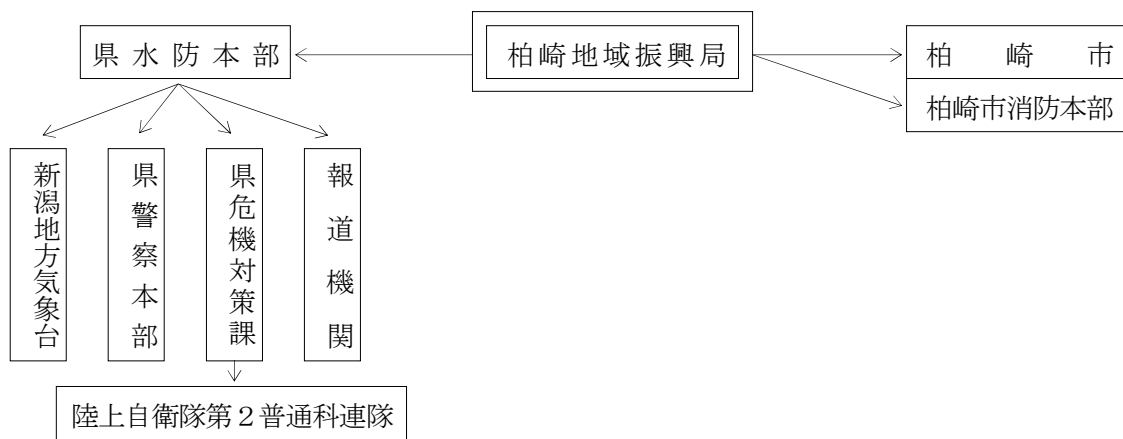 県水防本部
柏崎地域振興局
柏崎市
柏崎市消防本部
新潟地方気象台
県警察本部
県危機対策課
報道機関
陸上自衛隊第２普通科連隊